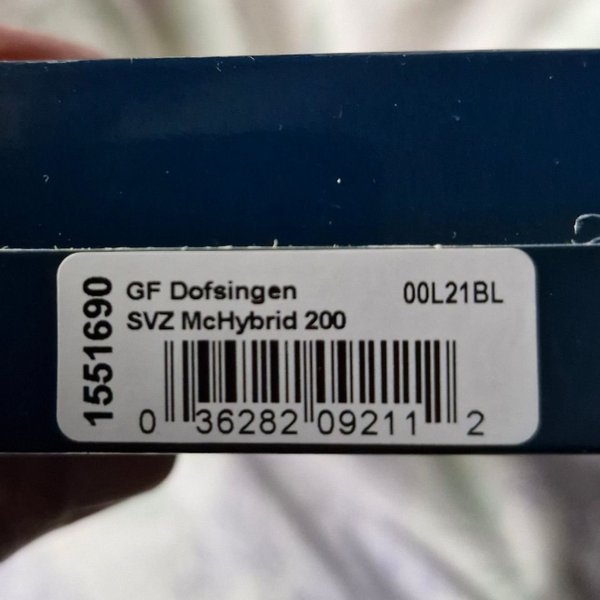 1551690
GF Dofsingen
00L21BL
SVZ McHybrid 200
0 36282 09211 2